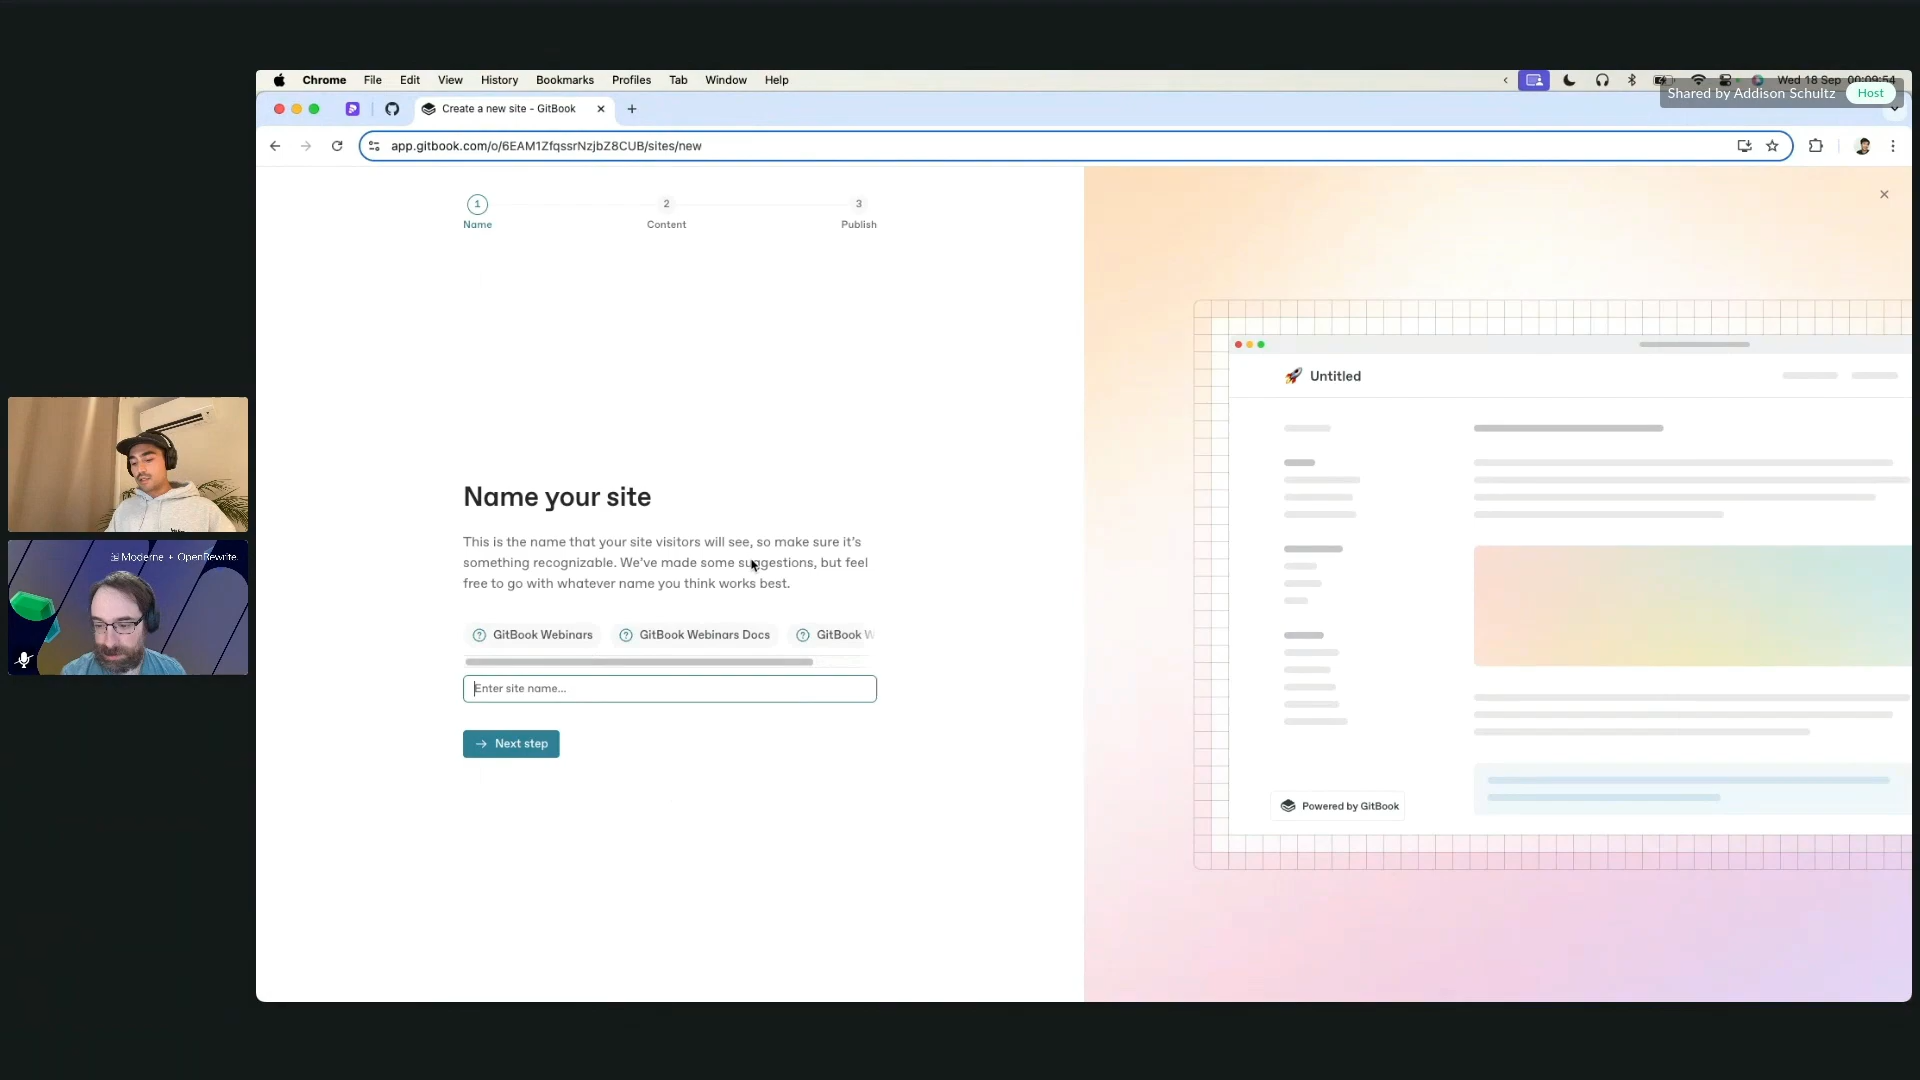 Chrome File Edit View History Bookmarks Profiles Tab Window Help
Wed 18 Sep 00:09:54
Shared by Addison Schultz Host
Create a new site - GitBook
app.gitbook.com/o/6EAM1ZfqssrNzjbZ8CUB/sites/new
1 2 3
Name Content Publish
Untitled
Name your site
This is the name that your site visitors will see, so make sure it's
something recognizable. We've made some suggestions, but feel
free to go with whatever name you think works best.
GitBook Webinars GitBook Webinars Docs GitBook W
Enter site name...
Next step
Powered by GitBook
Moderne + OpenRewrite